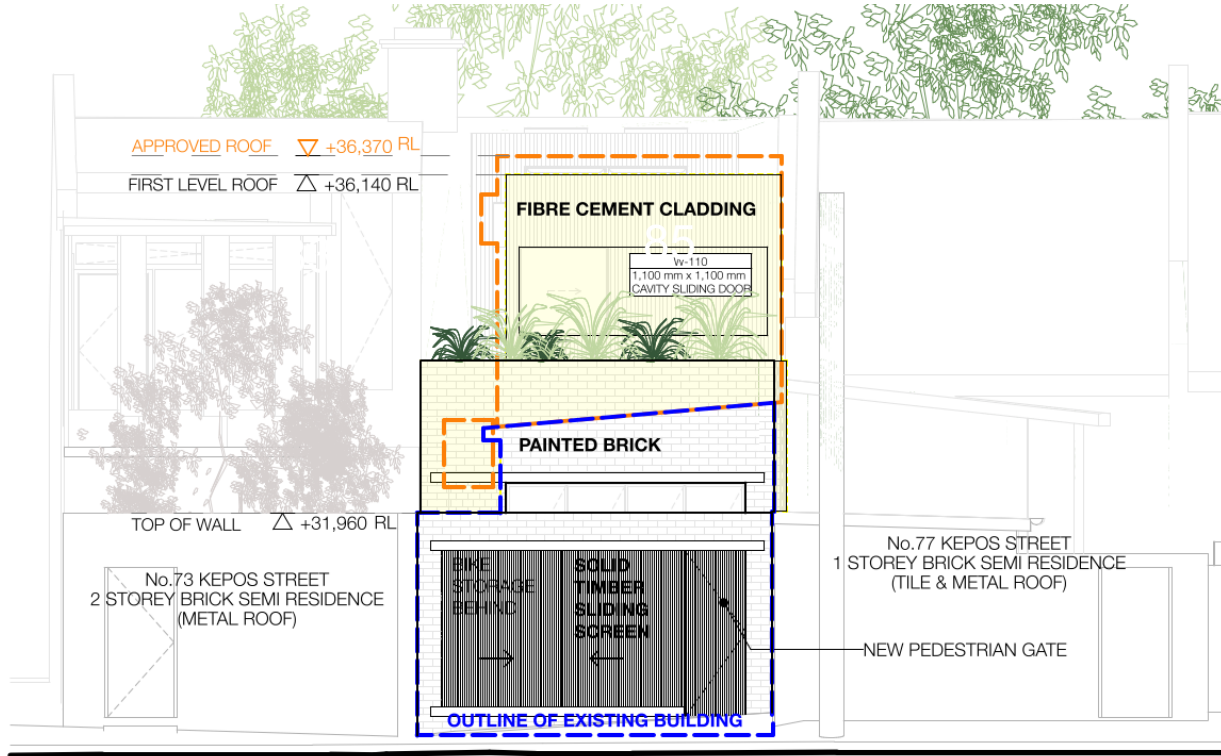 APPROVED ROOF +36,370 RL
FIRST LEVEL ROOF +36,140 RL
FIBRE CEMENT CLADDING
85
W-110
1,100 mm x 1,100 mm
CAVITY SLIDING DOOR
PAINTED BRICK
TOP OF WALL +31,960 RL
No.73 KEPOS STREET
2 STOREY BRICK SEMI RESIDENCE
(METAL ROOF)
BIKE
STORAGE
BEHIND
SOLID
TIMBER
SLIDING
SCREEN
No.77 KEPOS STREET
1 STOREY BRICK SEMI RESIDENCE
(TILE & METAL ROOF)
NEW PEDESTRIAN GATE
OUTLINE OF EXISTING BUILDING